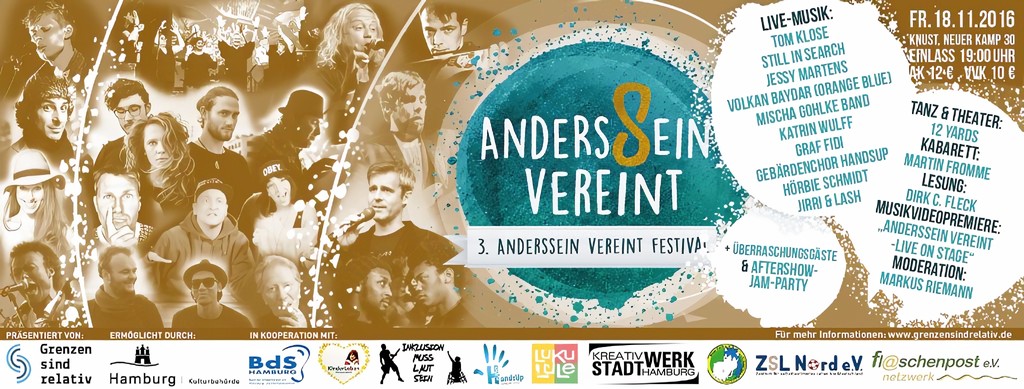 OBEY
ANDERSSEIN
VEREINT
3. ANDERSSEIN VEREINT FESTIVAL
LIVE-MUSIK:
TOM KLOSE
STILL IN SEARCH
JESSY MARTENS
VOLKAN BAYDAR (ORANGE BLUE)
MISCHA GOHLKE BAND
KATRIN WULFF
GRAF FIDI
GEBÄRDENCHOR HANDSUP
HÖRBIE SCHMIDT
JIRRI & LASH
+ ÜBERRASCHUNGSGÄSTE
& AFTERSHOW-
JAM-PARTY
FR. 18.11.2016
KNUST, NEUER KAMP 30
EINLASS 19:00 UHR
AK 12 €, VVK 10 €
TANZ & THEATER:
12 YARDS
KABARETT:
MARTIN FROMME
LESUNG:
DIRK C. FLECK
MUSIKVIDEOPREMIERE:
„ANDERSSEIN VEREINT
-LIVE ON STAGE“
MODERATION:
MARKUS RIEMANN
Für mehr Informationen: www.grenzensindrelativ.de
PRÄSENTIERT VON:
Grenzen
sind
relativ
ERMÖGLICHT DURCH:
Hamburg | Kulturbehörde
IN KOOPERATION MIT:
BdS
HAMBURG
KinderLeben
INKLUSION
MUSS
LAUT
SEIN
HandsUp
LUKULULE
KREATIV WERK
STADT HAMBURG
ZSL Nord e.V.
fl@schenpost e.V.
netzwerk